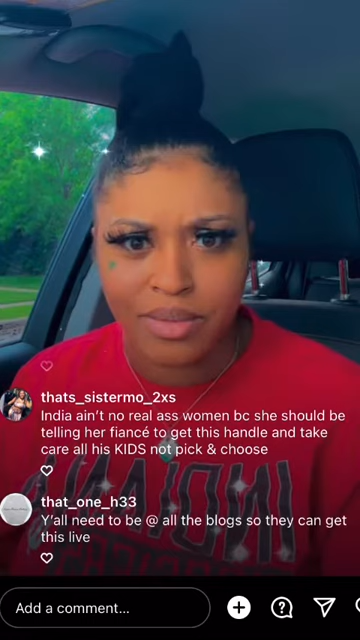 thats_sistermo_2xs
India ain't no real ass women bc she should be
telling her fiancé to get this handle and take
care all his KIDS not pick & choose
that_one_h33
Y'all need to be @ all the blogs so they can get
this live
Add a comment...